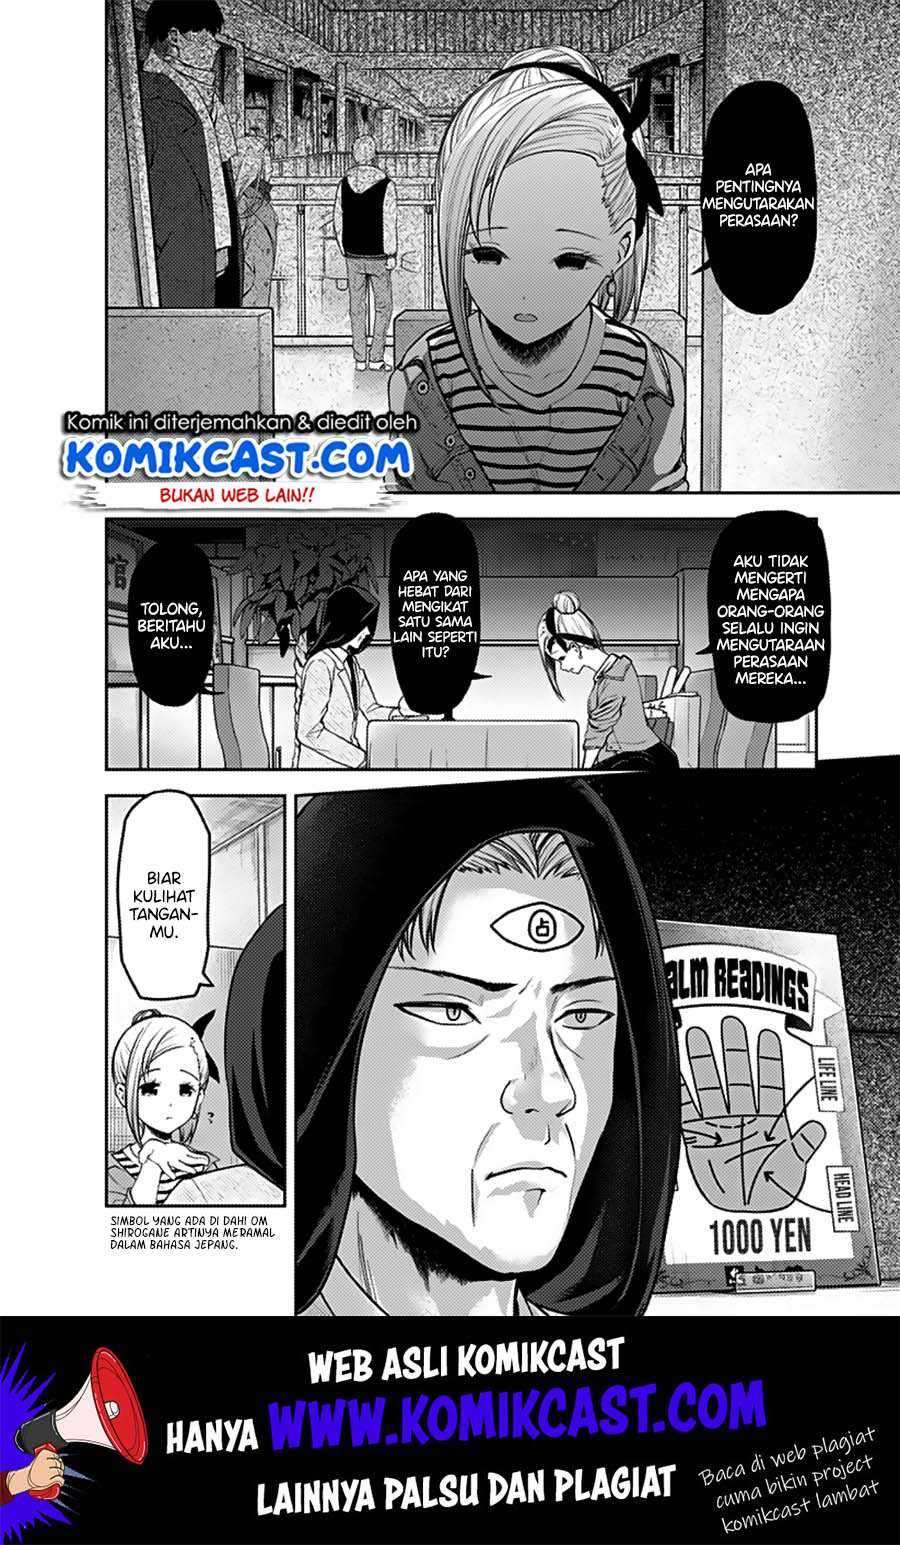 APA
PENTINGNYA
MENGUTARAKAN
PERASAAN?
Komik ini diterjemahkan & diedit oleh
KOMIKCAST.COM
BUKAN WEB LAIN!!
AKU TIDAK
MENGERTI
MENGAPA
ORANG-ORANG
SELALU INGIN
MENGUTARAAN
PERASAAN
MEREKA...
APA YANG
HEBAT DARI
MENGIKAT
SATU SAMA
LAIN SEPERTI
ITU?
TOLONG,
BERITAHU
AKU...
占
ALM READINGS
LIFE LINE
HEAD LINE
1000 YEN
BIAR
KULIHAT
TANGAN-
MU.
?
SIMBOL YANG ADA DI DAHI OM
SHIROGANE ARTINYA MERAMAL
DALAM BAHASA JEPANG.
WEB ASLI KOMIKCAST
HANYA WWW.KOMIKCAST.COM
LAINNYA PALSU DAN PLAGIAT
Baca di web plagiat
cuma bikin project
komikcast lambat